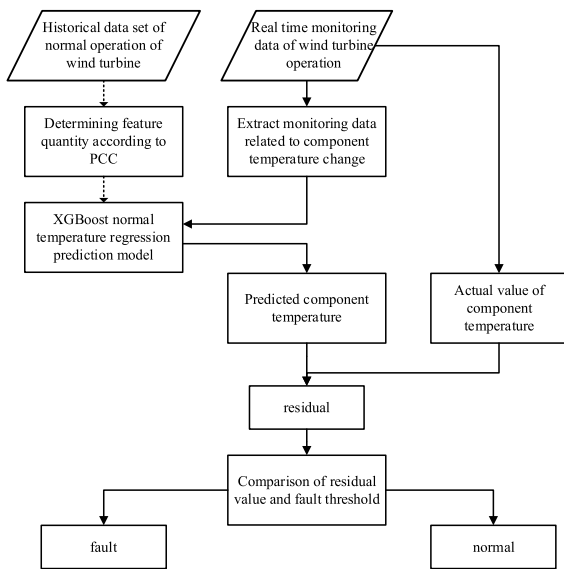 Historical data set of
normal operation of
wind turbine
Real time monitoring
data of wind turbine
operation
Determining feature
quantity according to
PCC
Extract monitoring data
related to component
temperature change
XGBoost normal
temperature regression
prediction model
Predicted component
temperature
Actual value of
component
temperature
residual
Comparison of residual
value and fault threshold
fault
normal